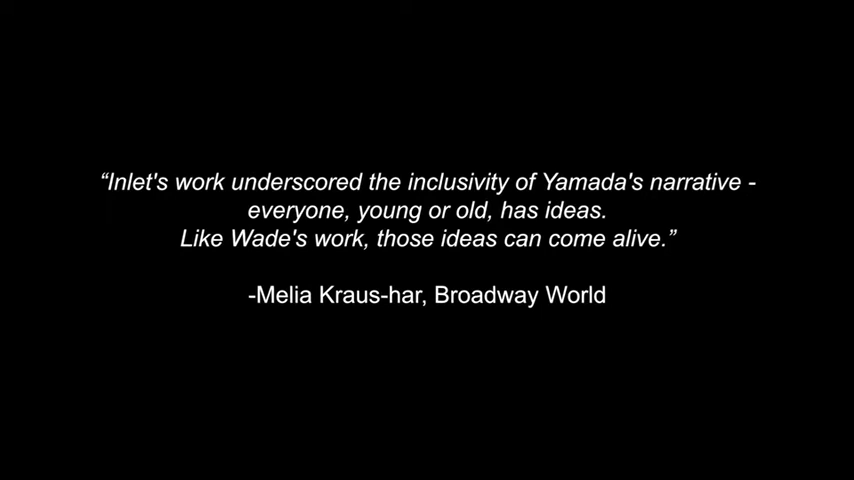 “Inlet's work underscored the inclusivity of Yamada's narrative -
everyone, young or old, has ideas.
Like Wade's work, those ideas can come alive.”
-Melia Kraus-har, Broadway World